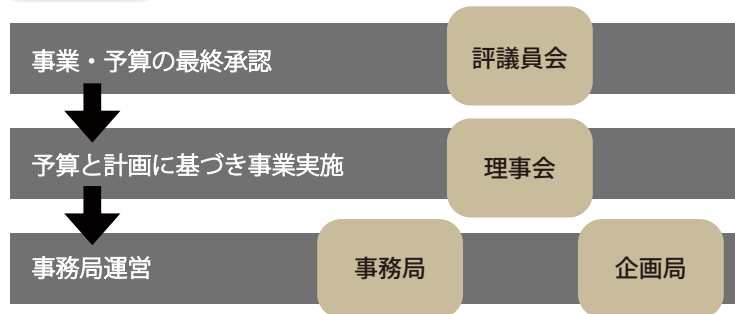 事業・予算の最終承認
評議員会
予算と計画に基づき事業実施
理事会
事務局運営
事務局
企画局